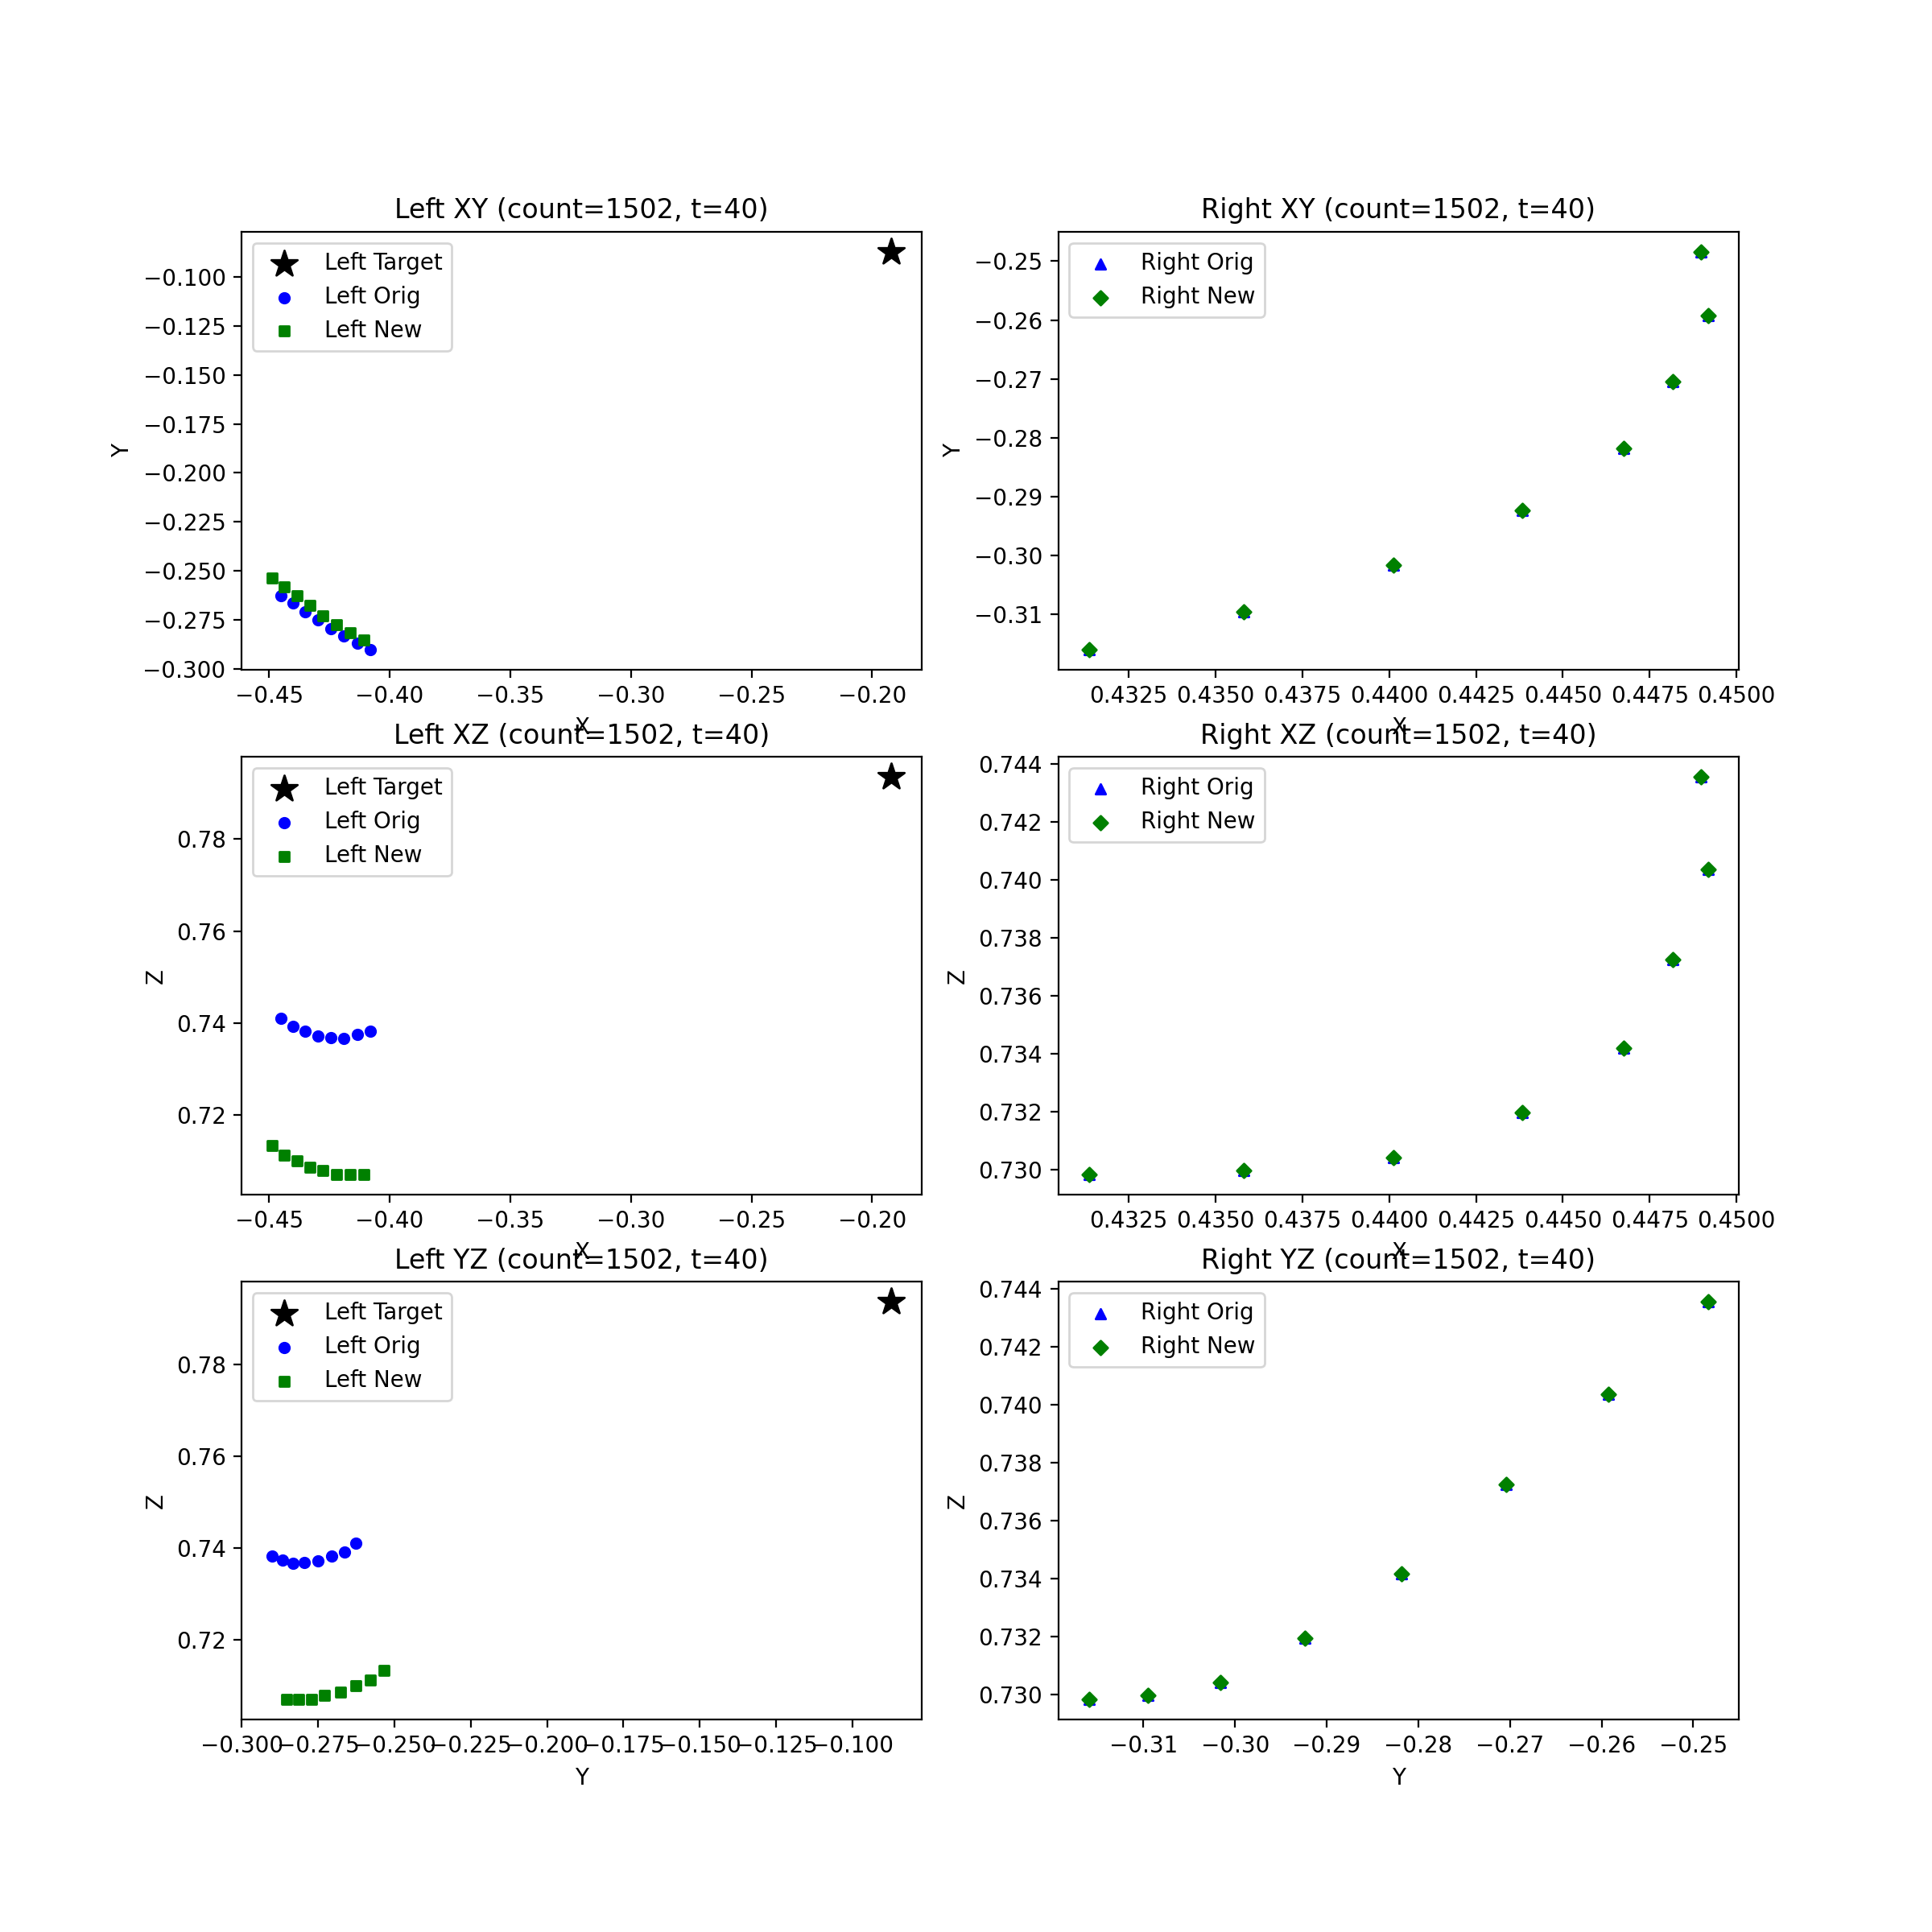 Left XY (count=1502, t=40)
Left Target
Left Orig
Left New
−0.100
−0.125
−0.150
−0.175
−0.200
−0.225
−0.250
−0.275
−0.300
Y
−0.45 −0.40 −0.35 −0.30 −0.25 −0.20
X
Right XY (count=1502, t=40)
Right Orig
Right New
−0.25
−0.26
−0.27
−0.28
−0.29
−0.30
−0.31
Y
0.4325 0.4350 0.4375 0.4400 0.4425 0.4450 0.4475 0.4500
X
Left XZ (count=1502, t=40)
Left Target
Left Orig
Left New
0.78
0.76
0.74
0.72
Z
−0.45 −0.40 −0.35 −0.30 −0.25 −0.20
X
Right XZ (count=1502, t=40)
Right Orig
Right New
0.744
0.742
0.740
0.738
0.736
0.734
0.732
0.730
Z
0.4325 0.4350 0.4375 0.4400 0.4425 0.4450 0.4475 0.4500
X
Left YZ (count=1502, t=40)
Left Target
Left Orig
Left New
0.78
0.76
0.74
0.72
Z
−0.300 −0.275 −0.250 −0.225 −0.200 −0.175 −0.150 −0.125 −0.100
Y
Right YZ (count=1502, t=40)
Right Orig
Right New
0.744
0.742
0.740
0.738
0.736
0.734
0.732
0.730
Z
−0.31 −0.30 −0.29 −0.28 −0.27 −0.26 −0.25
Y